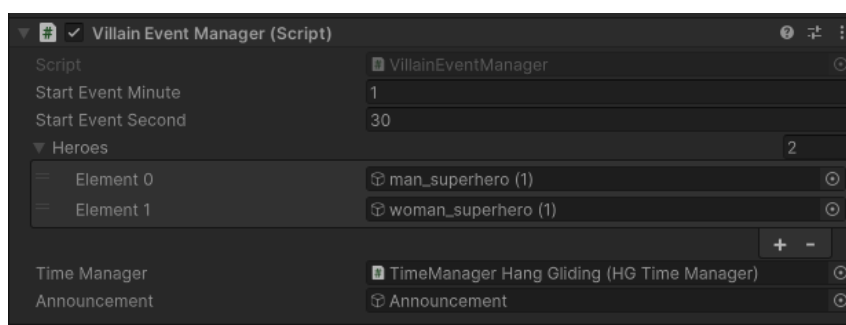 Villain Event Manager (Script)
Script VillainEventManager
Start Event Minute 1
Start Event Second 30
Heroes 2
Element 0 man_superhero (1)
Element 1 woman_superhero (1)
+ -
Time Manager TimeManager Hang Gliding (HG Time Manager)
Announcement Announcement